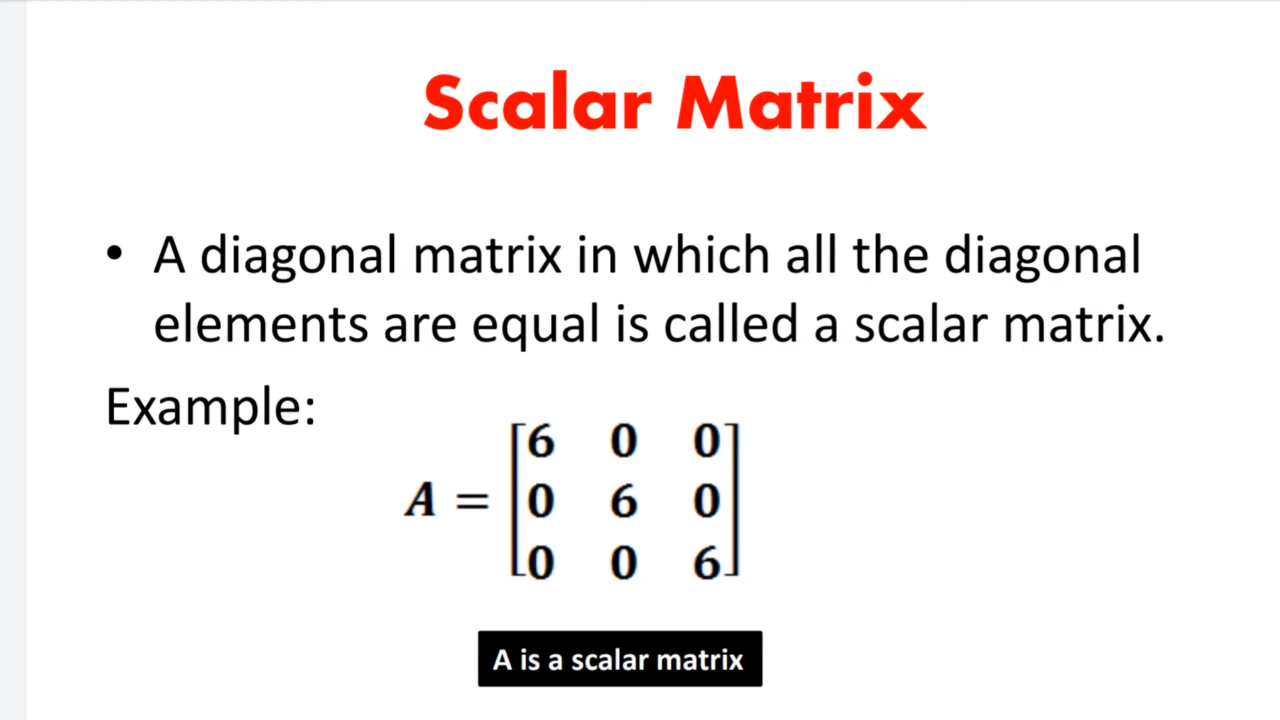 Scalar Matrix
• A diagonal matrix in which all the diagonal
elements are equal is called a scalar matrix.
Example:
A = [6 0 0
0 6 0
0 0 6]
A is a scalar matrix